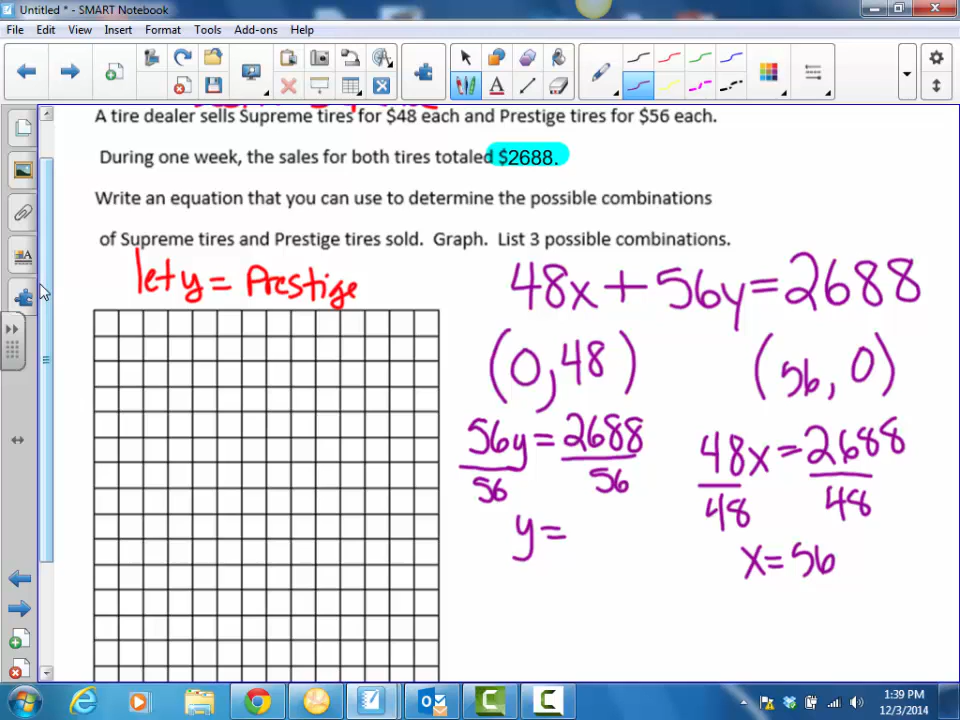 Untitled * - SMART Notebook
File Edit View Insert Format Tools Add-ons Help
A tire dealer sells Supreme tires for $48 each and Prestige tires for $56 each.
During one week, the sales for both tires totaled $2688.
Write an equation that you can use to determine the possible combinations
of Supreme tires and Prestige tires sold. Graph. List 3 possible combinations.
let y = Prestige
48x + 56y = 2688
(0, 48) (56, 0)
56y = 2688
56 56
48x = 2688
48 48
y =
x = 56
1:39 PM
12/3/2014